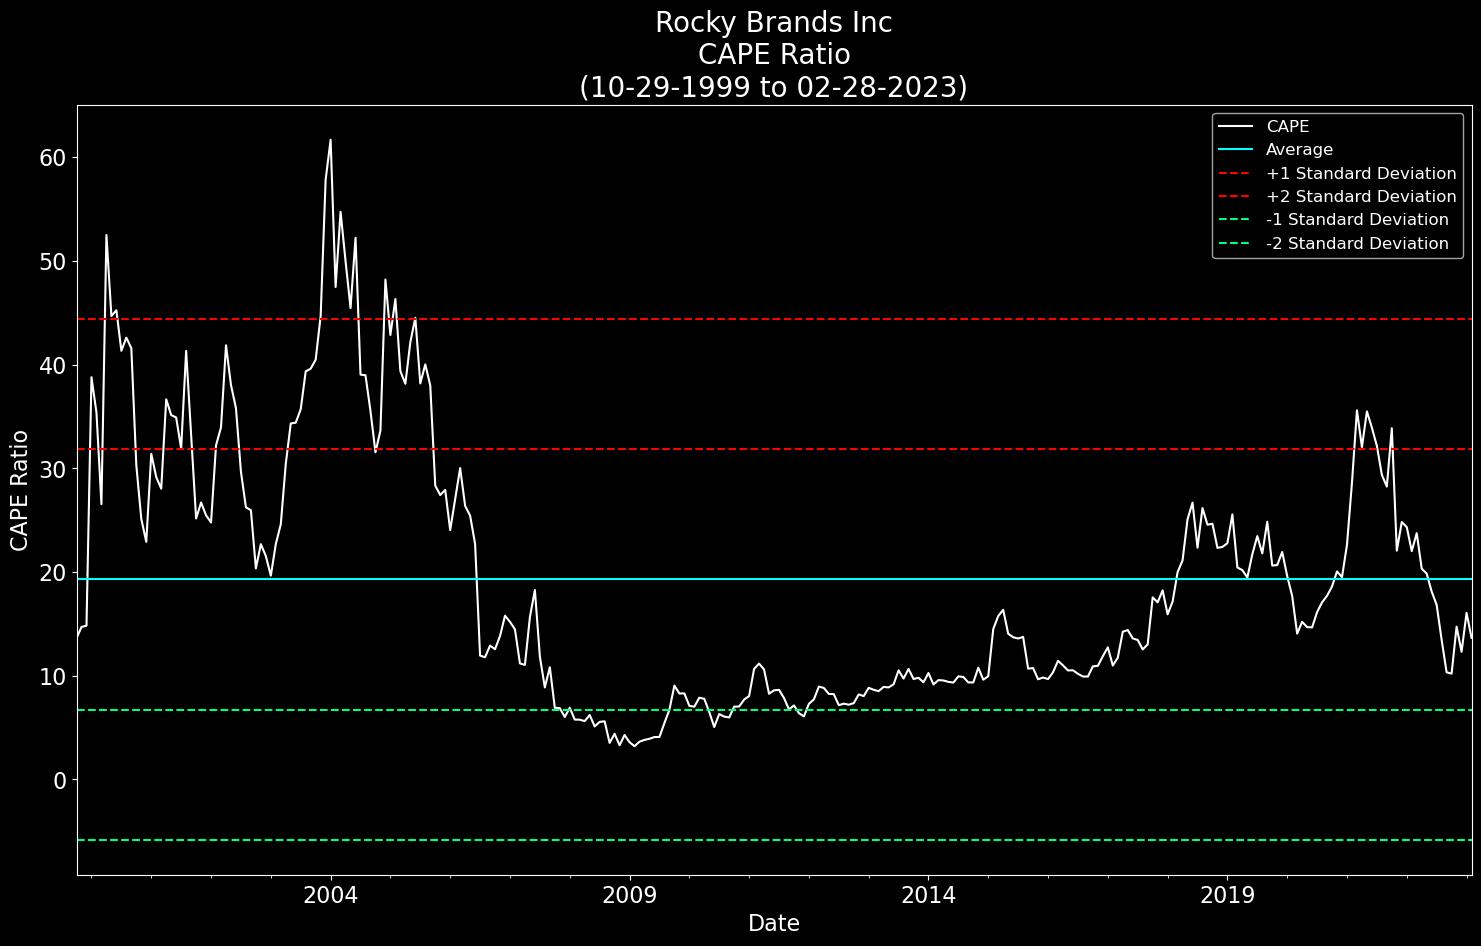 Rocky Brands Inc
CAPE Ratio
(10-29-1999 to 02-28-2023)
CAPE
Average
+1 Standard Deviation
+2 Standard Deviation
-1 Standard Deviation
-2 Standard Deviation
CAPE Ratio
60
50
40
30
20
10
0
2004
2009
2014
2019
Date